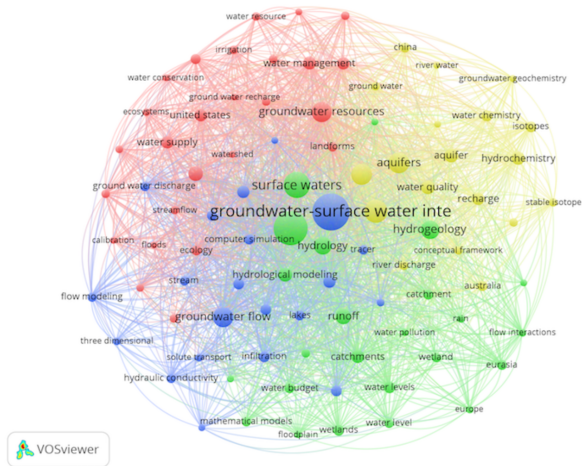 water resource
irrigation
china
water management
river water
water conservation
ground water
groundwater geochemistry
ground water recharge
ecosystems
united states
groundwater resources
water chemistry
isotopes
water supply
landforms
watershed
aquifers
aquifer
hydrochemistry
ground water discharge
surface waters
water quality
recharge
stable isotope
streamflow
groundwater-surface water inte
hydrogeology
calibration
floods
computer simulation
hydrology
tracer
ecology
conceptual framework
river discharge
stream
hydrological modeling
flow modeling
catchment
australia
groundwater flow
lakes
runoff
rain
three dimensional
water pollution
flow interactions
solute transport
infiltration
catchments
wetland
eurasia
hydraulic conductivity
water budget
water levels
europe
mathematical models
floodplain
wetlands
water level
VOSviewer